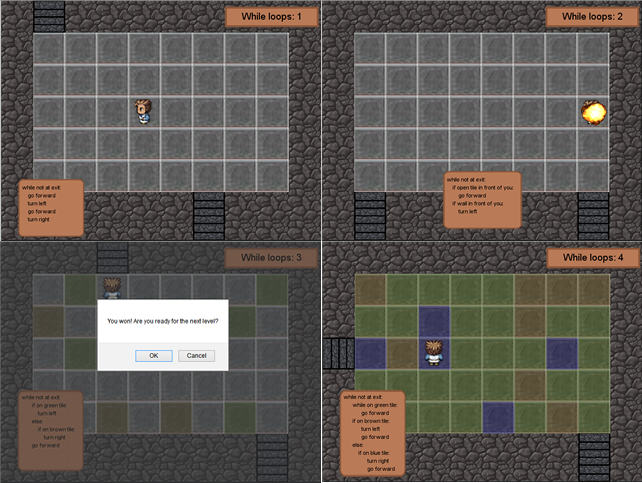 While loops: 1
while not at exit:
go forward
turn left
go forward
turn right
While loops: 2
while not at exit:
if open tile in front of you:
go forward
if wall in front of you:
turn left
While loops: 3
You won! Are you ready for the next level?
OK Cancel
while not at exit:
if on green tile:
turn left
else:
if on brown tile:
turn right
go forward
While loops: 4
while not at exit:
while on green tile:
go forward
if on brown tile:
turn left
go forward
else:
if on blue tile:
turn right
go forward